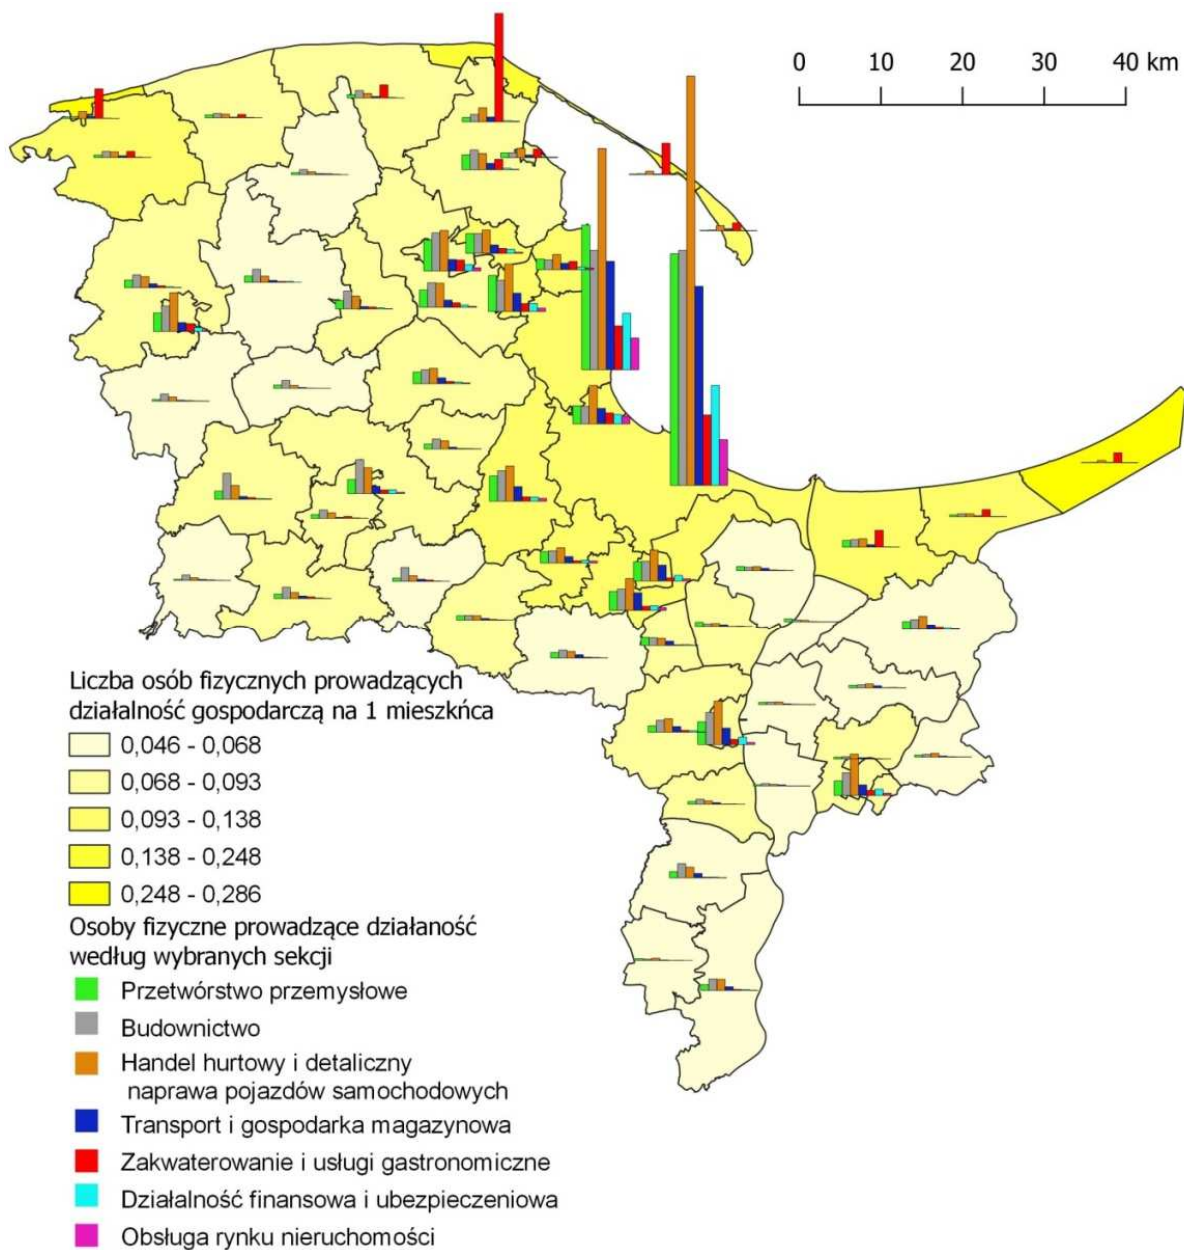 0 10 20 30 40 km
Liczba osób fizycznych prowadzących
działalność gospodarczą na 1 mieszkńca
0,046 - 0,068
0,068 - 0,093
0,093 - 0,138
0,138 - 0,248
0,248 - 0,286
Osoby fizyczne prowadzące działaność
według wybranych sekcji
Przetwórstwo przemysłowe
Budownictwo
Handel hurtowy i detaliczny
naprawa pojazdów samochodowych
Transport i gospodarka magazynowa
Zakwaterowanie i usługi gastronomiczne
Działalność finansowa i ubezpieczeniowa
Obsługa rynku nieruchomości